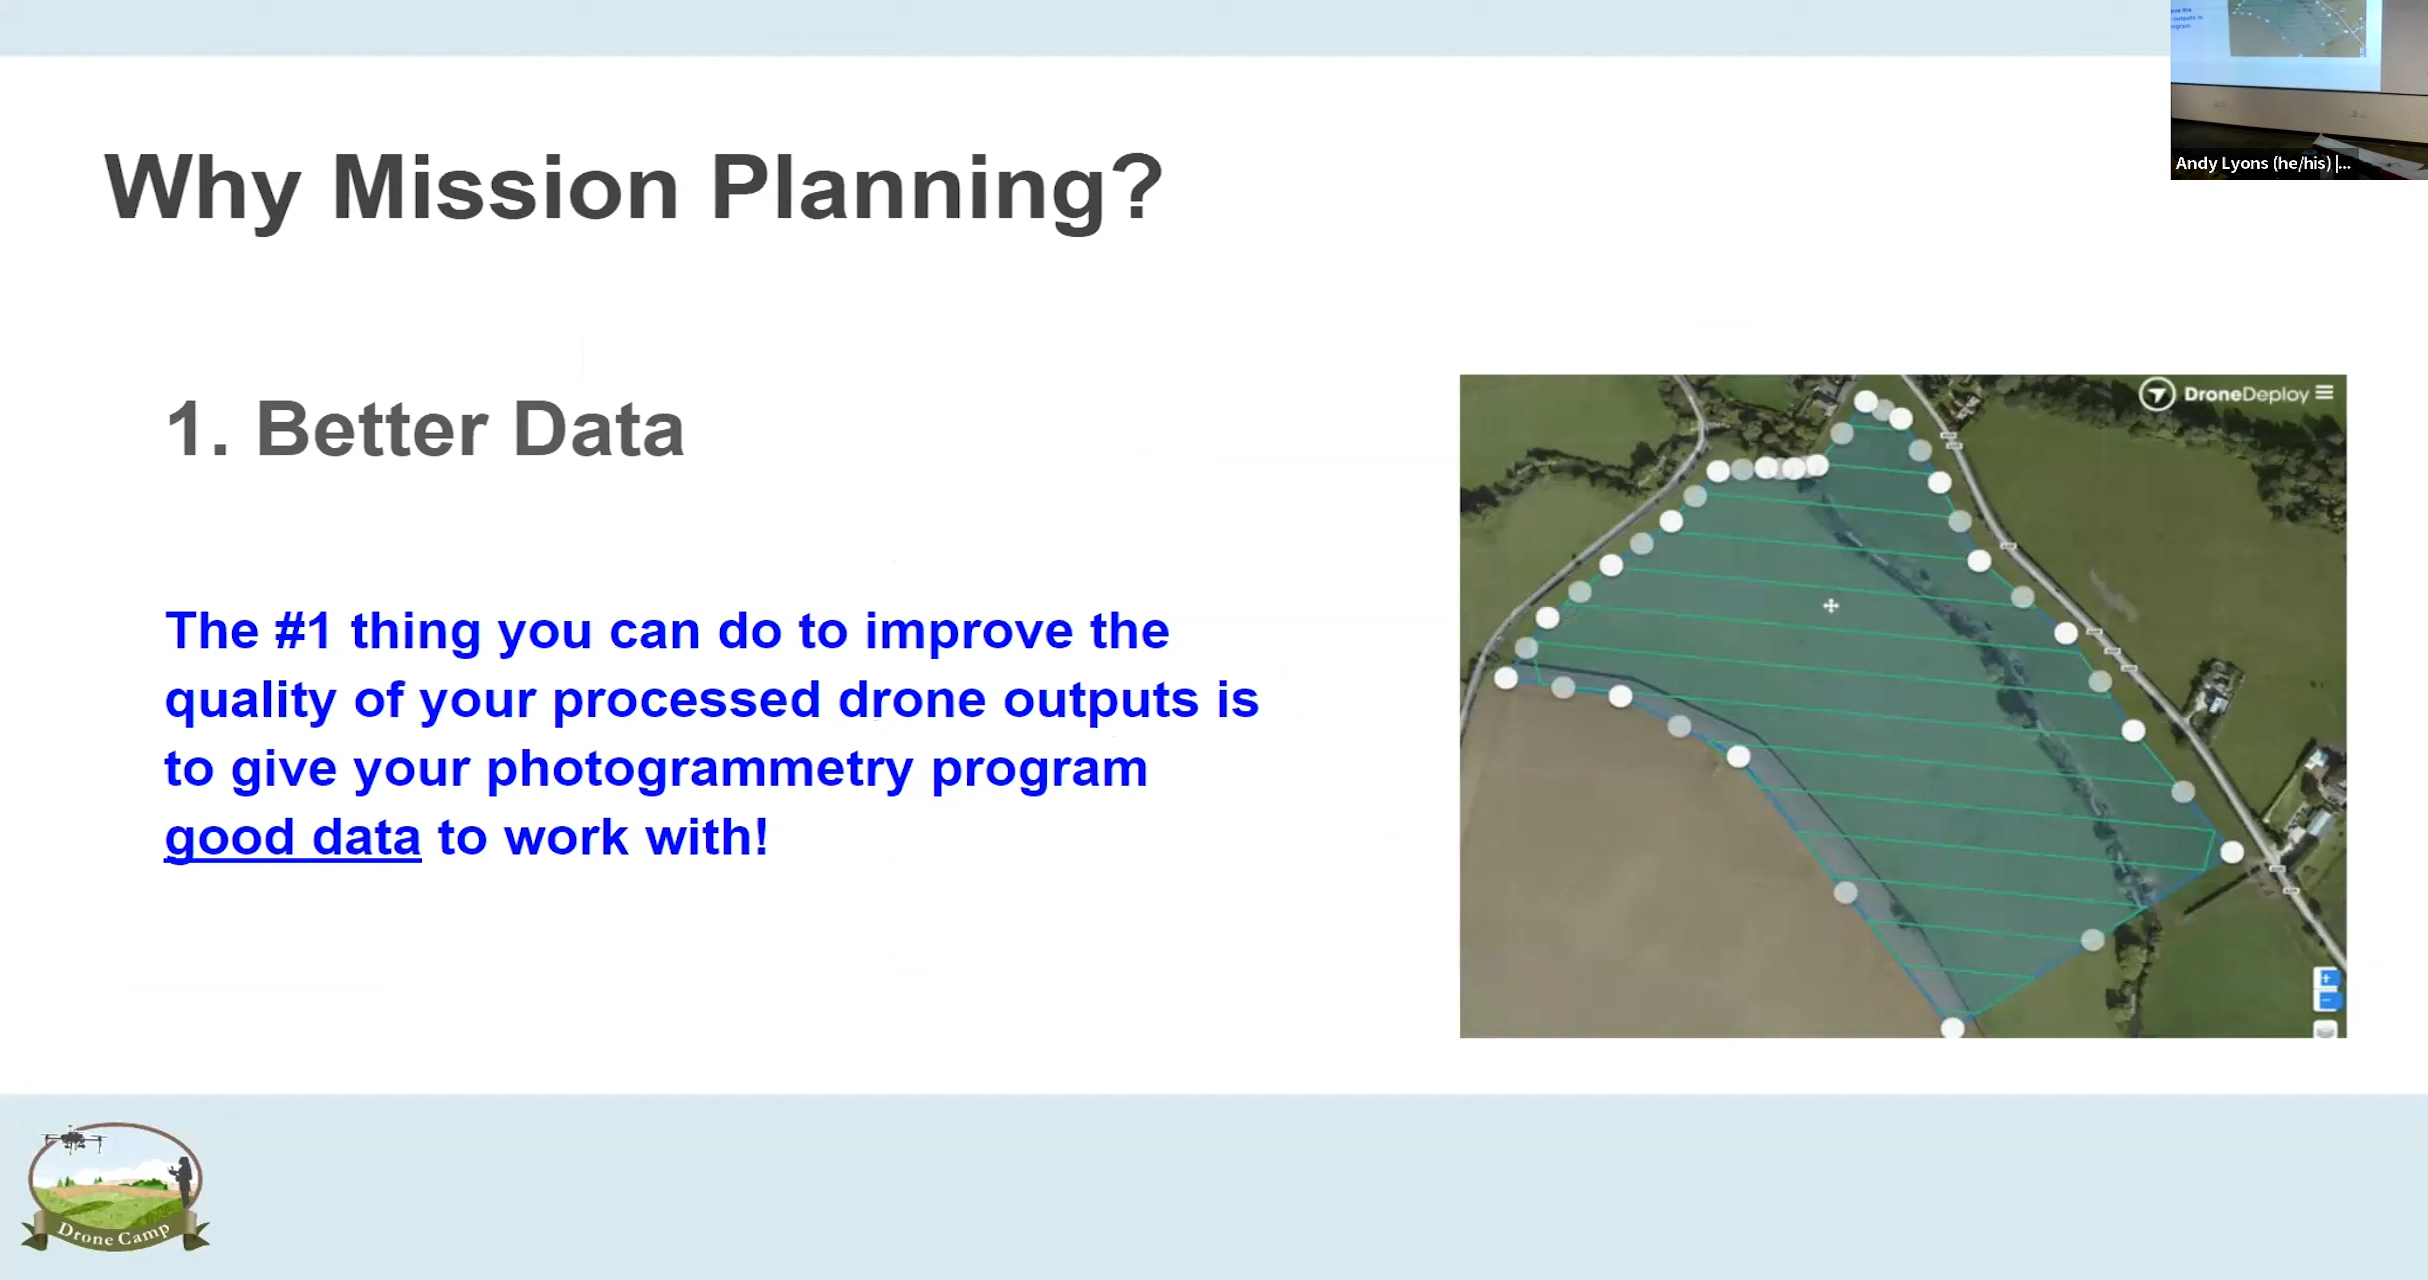 Why Mission Planning?
1. Better Data
The #1 thing you can do to improve the
quality of your processed drone outputs is
to give your photogrammetry program
good data to work with!
DroneDeploy
Andy Lyons (he/his) |...
Drone Camp